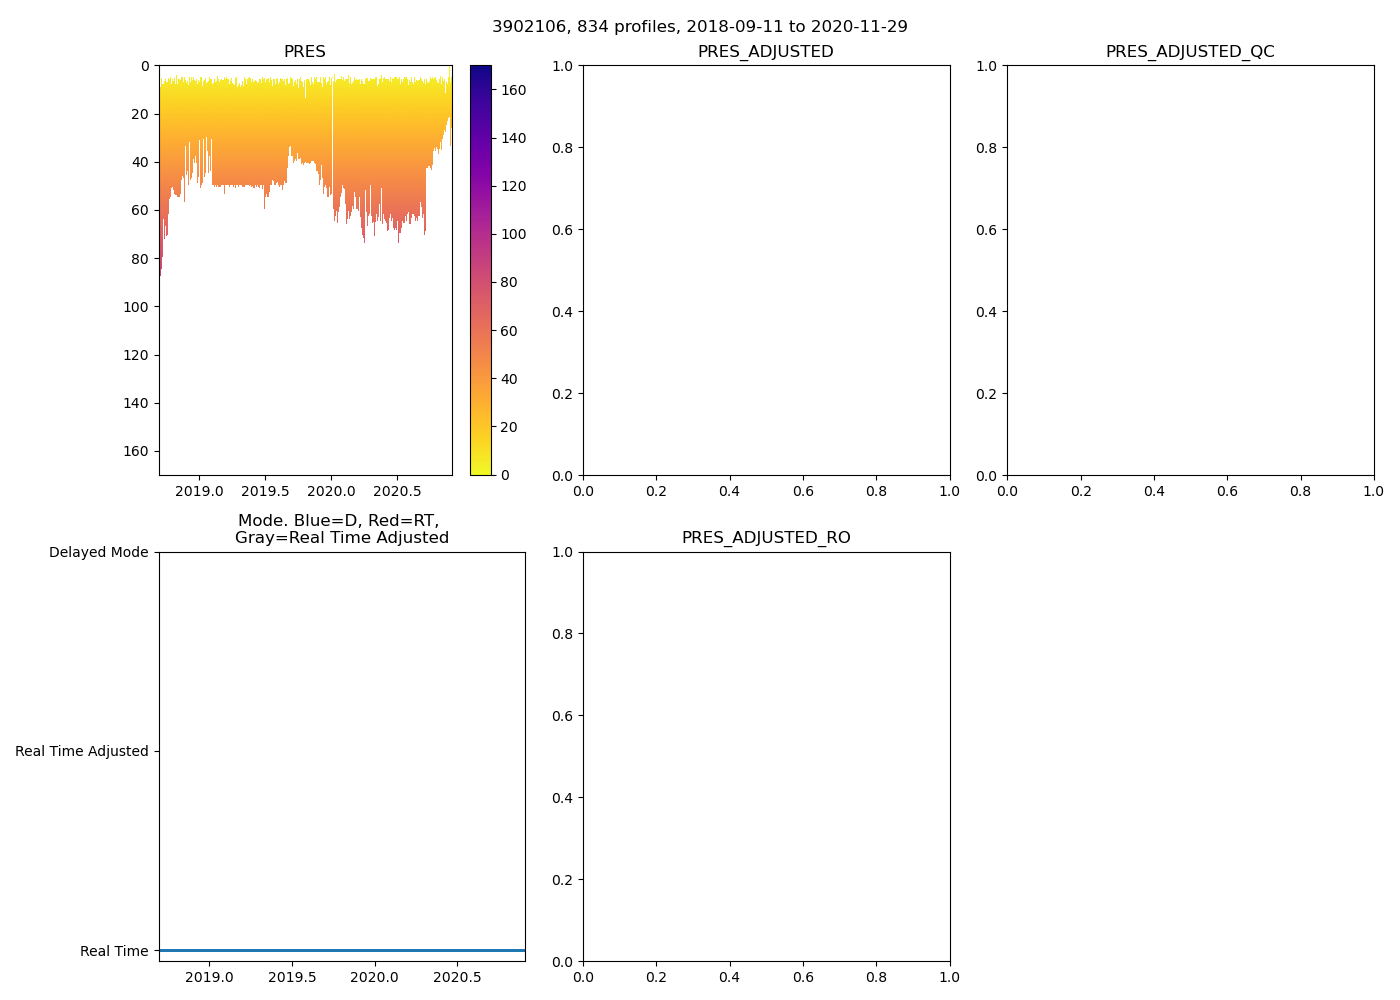 3902106, 834 profiles, 2018-09-11 to 2020-11-29
PRES
0
20
40
60
80
100
120
140
160
2019.0 2019.5 2020.0 2020.5
160
140
120
100
80
60
40
20
0
PRES_ADJUSTED
1.0
0.8
0.6
0.4
0.2
0.0
0.0 0.2 0.4 0.6 0.8 1.0
PRES_ADJUSTED_QC
1.0
0.8
0.6
0.4
0.2
0.0
0.0 0.2 0.4 0.6 0.8 1.0
Mode. Blue=D, Red=RT,
Gray=Real Time Adjusted
Delayed Mode
Real Time Adjusted
Real Time
2019.0 2019.5 2020.0 2020.5
PRES_ADJUSTED_RO
1.0
0.8
0.6
0.4
0.2
0.0
0.0 0.2 0.4 0.6 0.8 1.0